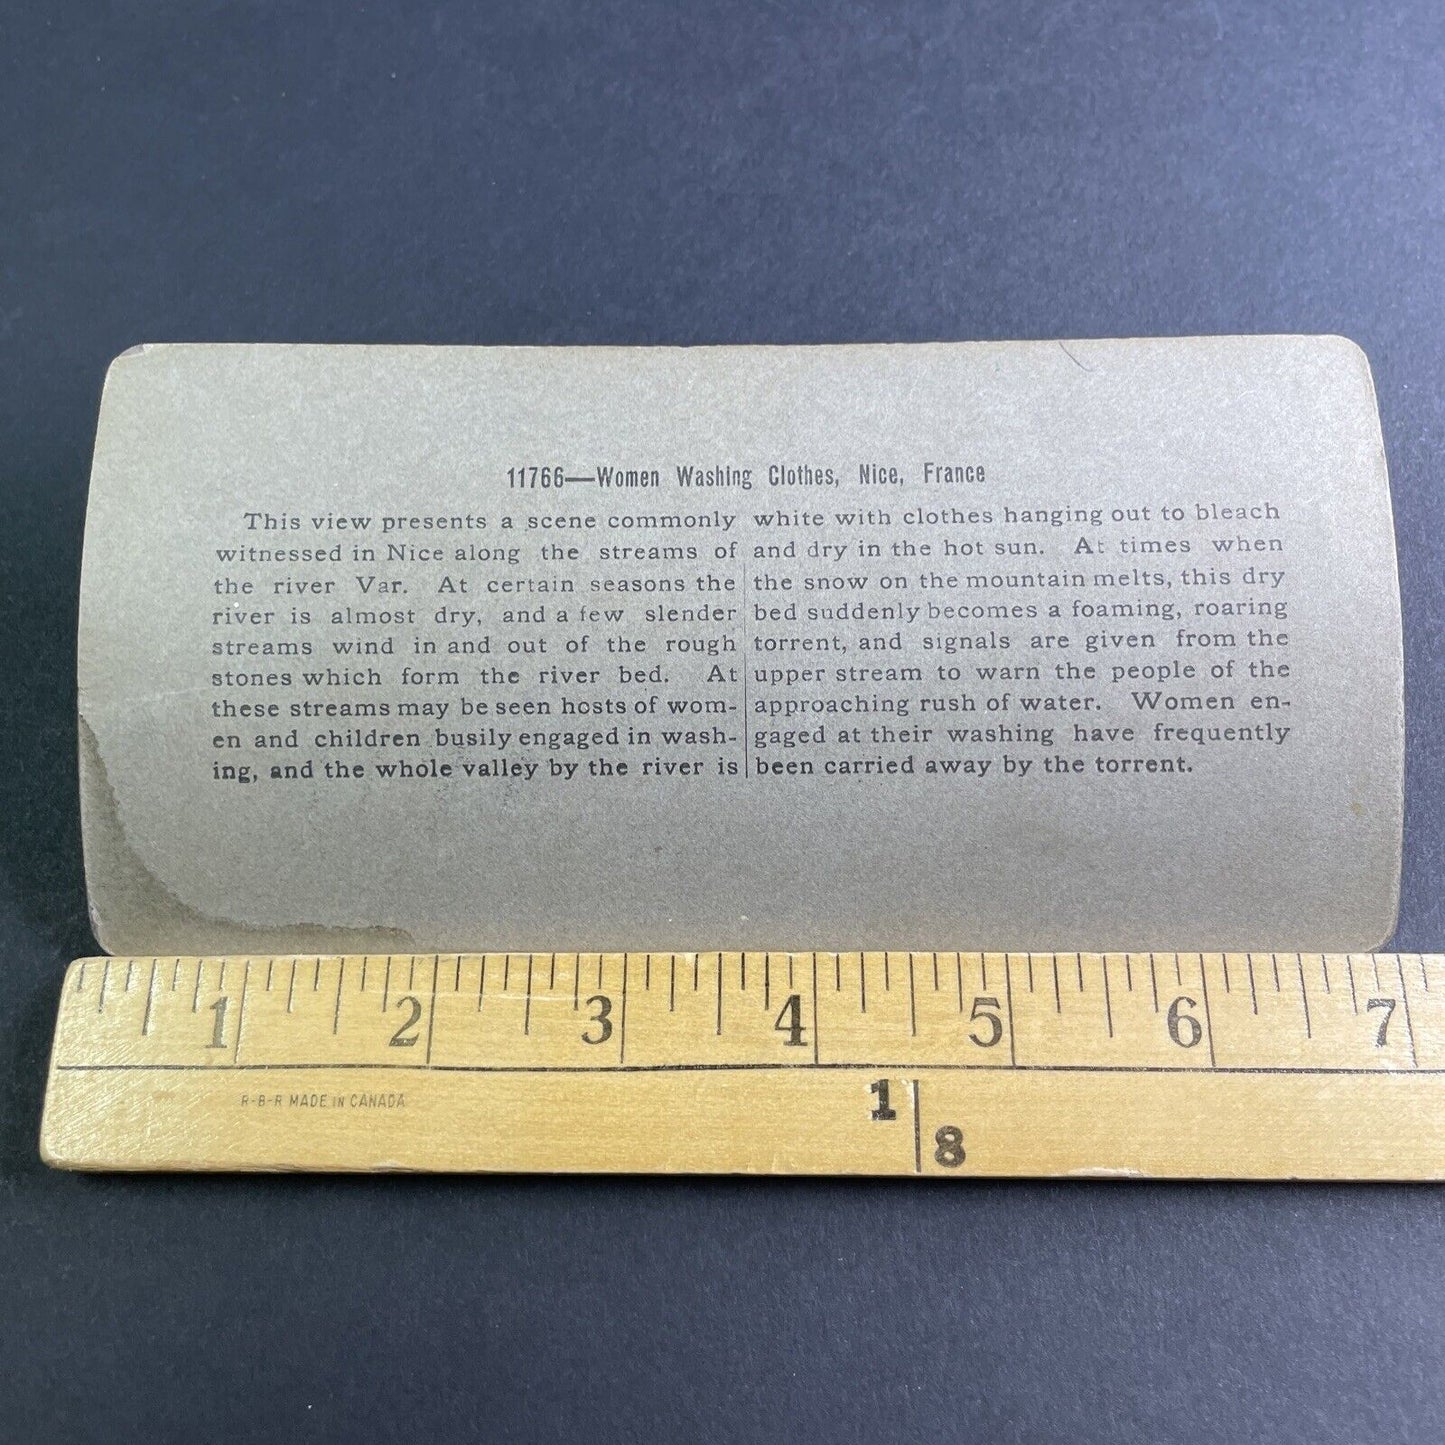 11766—Women Washing Clothes, Nice, France
This view presents a scene commonly
witnessed in Nice along the streams of
the river Var. At certain seasons the
river is almost dry, and a few slender
streams wind in and out of the rough
stones which form the river bed. At
these streams may be seen hosts of wom-
en and children busily engaged in wash-
ing, and the whole valley by the river is
white with clothes hanging out to bleach
and dry in the hot sun. At times when
the snow on the mountain melts, this dry
bed suddenly becomes a foaming, roaring
torrent, and signals are given from the
upper stream to warn the people of the
approaching rush of water. Women en-
gaged at their washing have frequently
been carried away by the torrent.
1 2 3 4 5 6 7
R-B-R MADE IN CANADA
1 8